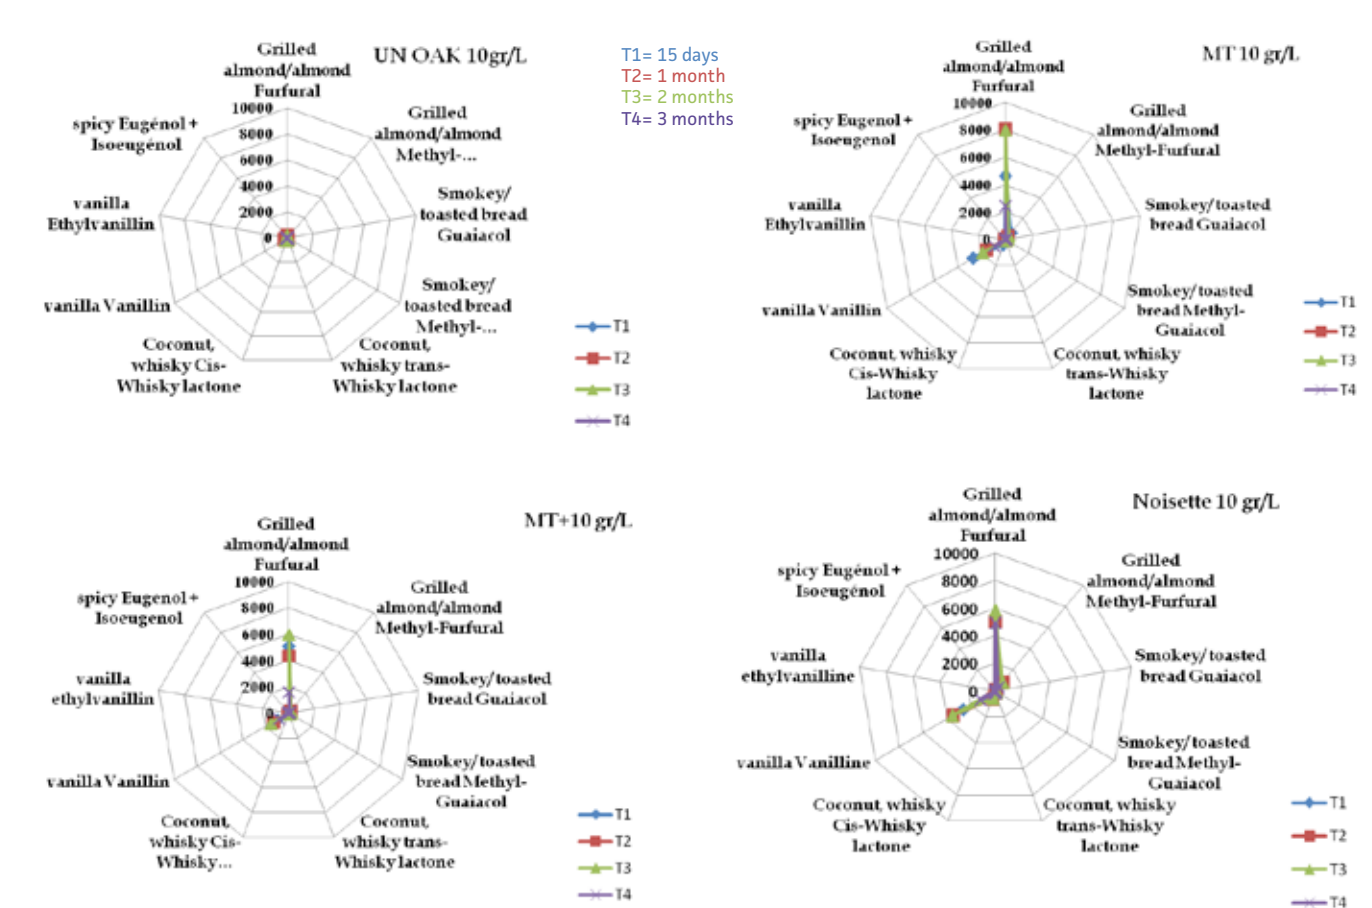 UN OAK 10gr/L
Grilled
almond/almond
Furfural
Grilled
almond/almond
Methyl-...
Smokey/
toasted bread
Guaiacol
Smokey/
toasted bread
Methyl-...
Coconut,
whisky trans-
Whisky lactone
Coconut,
whisky Cis-
Whisky lactone
vanilla Vanillin
vanilla
Ethylvanillin
spicy Eugénol +
Isoeugénol
10000
8000
6000
4000
2000
0
T1
T2
T3
T4
T1= 15 days
T2= 1 month
T3= 2 months
T4= 3 months
MT 10 gr/L
Grilled
almond/almond
Furfural
Grilled
almond/almond
Methyl-Furfural
Smokey/toasted
bread Guaiacol
Smokey/toasted
bread Methyl-
Guaiacol
Coconut, whisky
trans-Whisky
lactone
Coconut, whisky
Cis-Whisky
lactone
vanilla Vanillin
vanilla
Ethylvanillin
spicy Eugénol +
Isoeugenol
10000
8000
6000
4000
2000
0
T1
T2
T3
T4
MT+10 gr/L
Grilled
almond/almond
Furfural
Grilled
almond/almond
Methyl-Furfural
Smokey/toasted
bread Guaiacol
Smokey/toasted
bread Methyl-
Guaiacol
Coconut,
whisky trans-
Whisky lactone
Coconut,
whisky Cis-
Whisky...
vanilla Vanillin
vanilla
ethylvanillin
spicy Eugenol +
Isoeugénol
10000
8000
6000
4000
2000
0
T1
T2
T3
T4
Noisette 10 gr/L
Grilled
almond/almond
Furfural
Grilled
almond/almond
Methyl-Furfural
Smokey/toasted
bread Guaiacol
Smokey/toasted
bread Methyl-
Guaiacol
Coconut, whisky
trans-Whisky
lactone
Coconut, whisky
Cis-Whisky
lactone
vanilla Vanilline
vanilla
ethylvanilline
spicy Eugénol +
Isoeugénol
10000
8000
6000
4000
2000
0
T1
T2
T3
T4